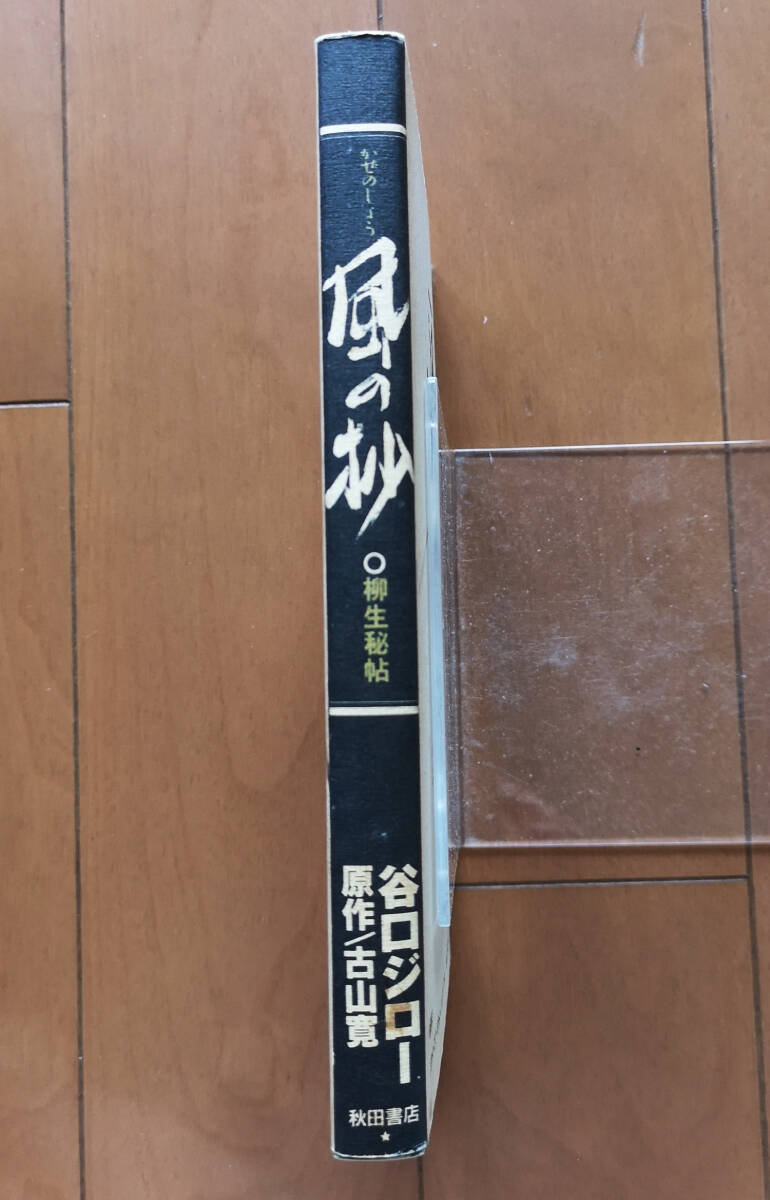 かぜのしょう
風の抄
○柳生秘帖
谷口ジロー
原作/古山寛
秋田書店
★